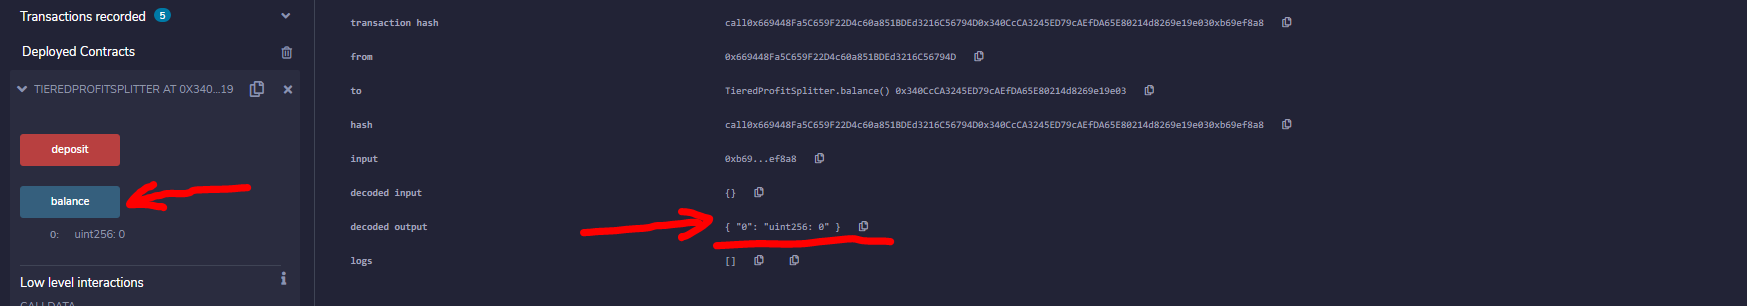 Transactions recorded 5
Deployed Contracts
TIEREDPROFITSPLITTER AT 0X340...19
deposit
balance
0: uint256: 0
Low level interactions
CALLDATA
transaction hash call0x669448Fa5C659F22D4c60a851BDEd3216C56794D0x340CcCA3245ED79cAEfDA65E80214d8269e19e030xb69ef8a8
from 0x669448Fa5C659F22D4c60a851BDEd3216C56794D
to TieredProfitSplitter.balance() 0x340CcCA3245ED79cAEfDA65E80214d8269e19e03
hash call0x669448Fa5C659F22D4c60a851BDEd3216C56794D0x340CcCA3245ED79cAEfDA65E80214d8269e19e030xb69ef8a8
input 0xb69...ef8a8
decoded input {}
decoded output { "0": "uint256: 0" }
logs []